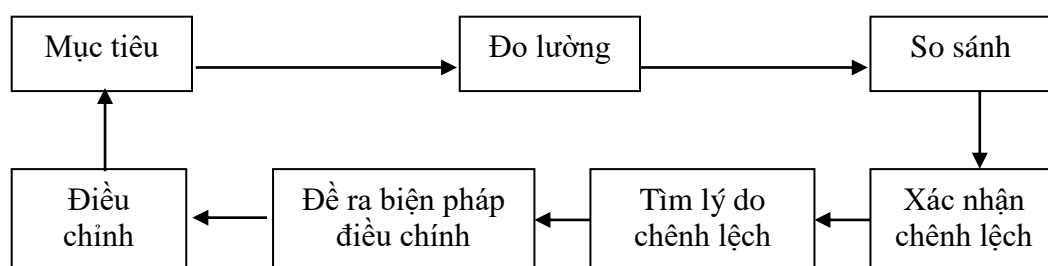 Mục tiêu
Đo lường
So sánh
Điều
chỉnh
Đề ra biện pháp
điều chính
Tìm lý do
chênh lệch
Xác nhận
chênh lệch